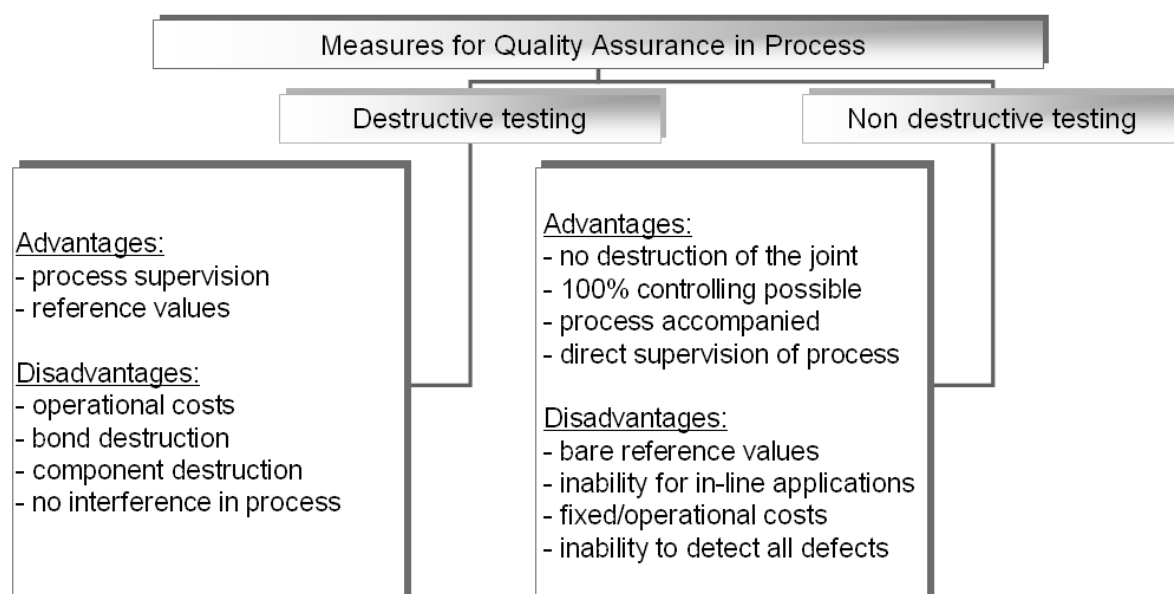 Measures for Quality Assurance in Process
Destructive testing
Non destructive testing
Advantages:
- process supervision
- reference values
Disadvantages:
- operational costs
- bond destruction
- component destruction
- no interference in process
Advantages:
- no destruction of the joint
- 100% controlling possible
- process accompanied
- direct supervision of process
Disadvantages:
- bare reference values
- inability for in-line applications
- fixed/operational costs
- inability to detect all defects